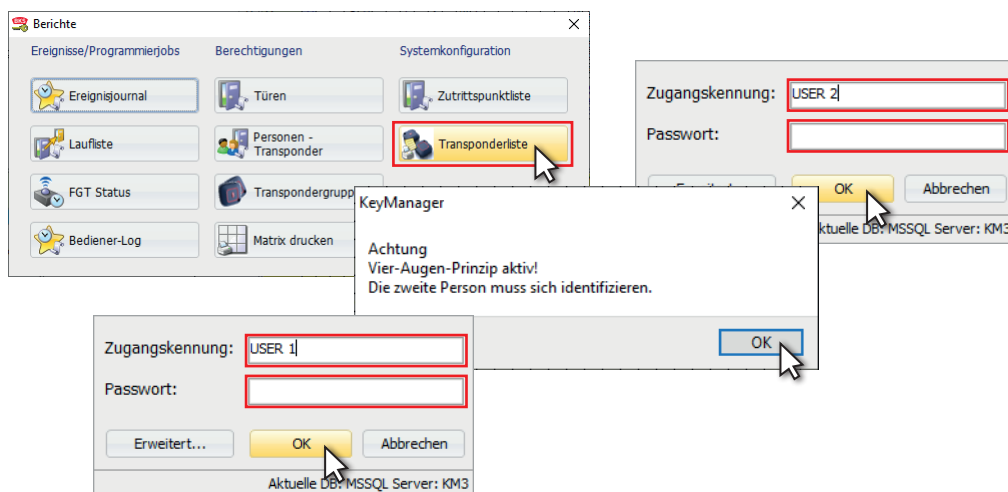 BKS Berichte
Ereignisse/Programmierjobs Berechtigungen Systemkonfiguration
Ereignisjournal Türen Zutrittspunktliste
Laufliste Personen -
Transponder Transponderliste
FGT Status Transpondergrupp
Bediener-Log Matrix drucken
Zugangskennung: USER 2
Passwort:
OK Abbrechen
ktuelle DB: MSSQL Server: KM3
KeyManager
Achtung
Vier-Augen-Prinzip aktiv!
Die zweite Person muss sich identifizieren.
OK
Zugangskennung: USER 1
Passwort:
Erweitert... OK Abbrechen
Aktuelle DB: MSSQL Server: KM3